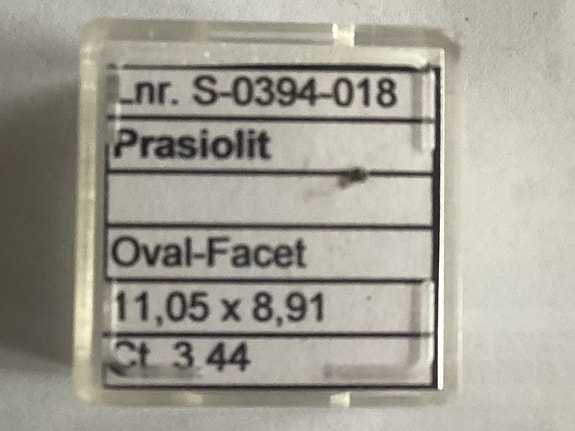 Lnr. S-0394-018
Prasiolit
Oval-Facet
11,05 x 8,91
Ct. 3,44